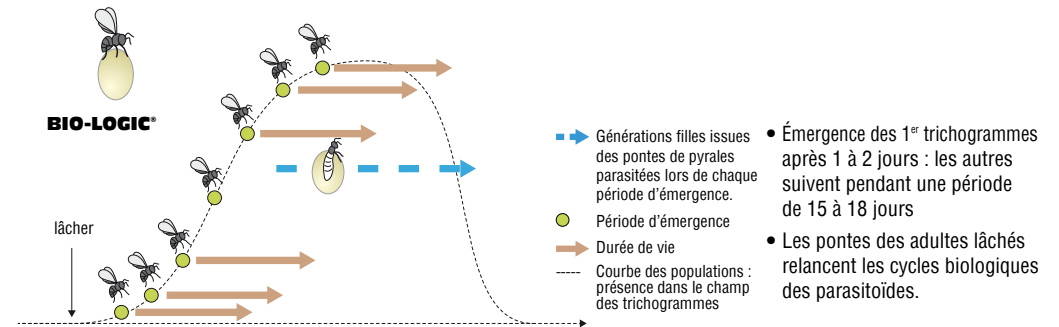 BIO-LOGIC®
lâcher
Générations filles issues
des pontes de pyrales
parasitées lors de chaque
période d’émergence.
Période d’émergence
Durée de vie
Courbe des populations :
présence dans le champ
des trichogrammes
• Émergence des 1er trichogrammes
après 1 à 2 jours : les autres
suivent pendant une période
de 15 à 18 jours
• Les pontes des adultes lâchés
relancent les cycles biologiques
des parasitoïdes.